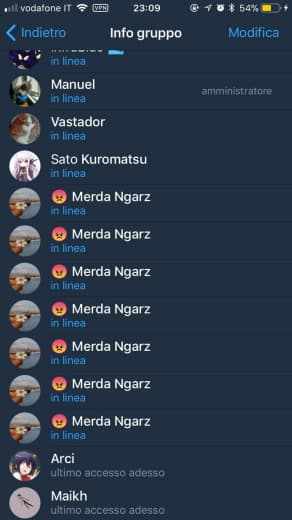 vodafone IT VPN 23:09 54%
Indietro Info gruppo Modifica
in linea
Manuel amministratore
in linea
Vastador
in linea
Sato Kuromatsu
in linea
😡 Merda Ngarz
in linea
😡 Merda Ngarz
in linea
😡 Merda Ngarz
in linea
😡 Merda Ngarz
in linea
😡 Merda Ngarz
in linea
😡 Merda Ngarz
in linea
😡 Merda Ngarz
in linea
Arci
ultimo accesso adesso
Maikh
ultimo accesso adesso